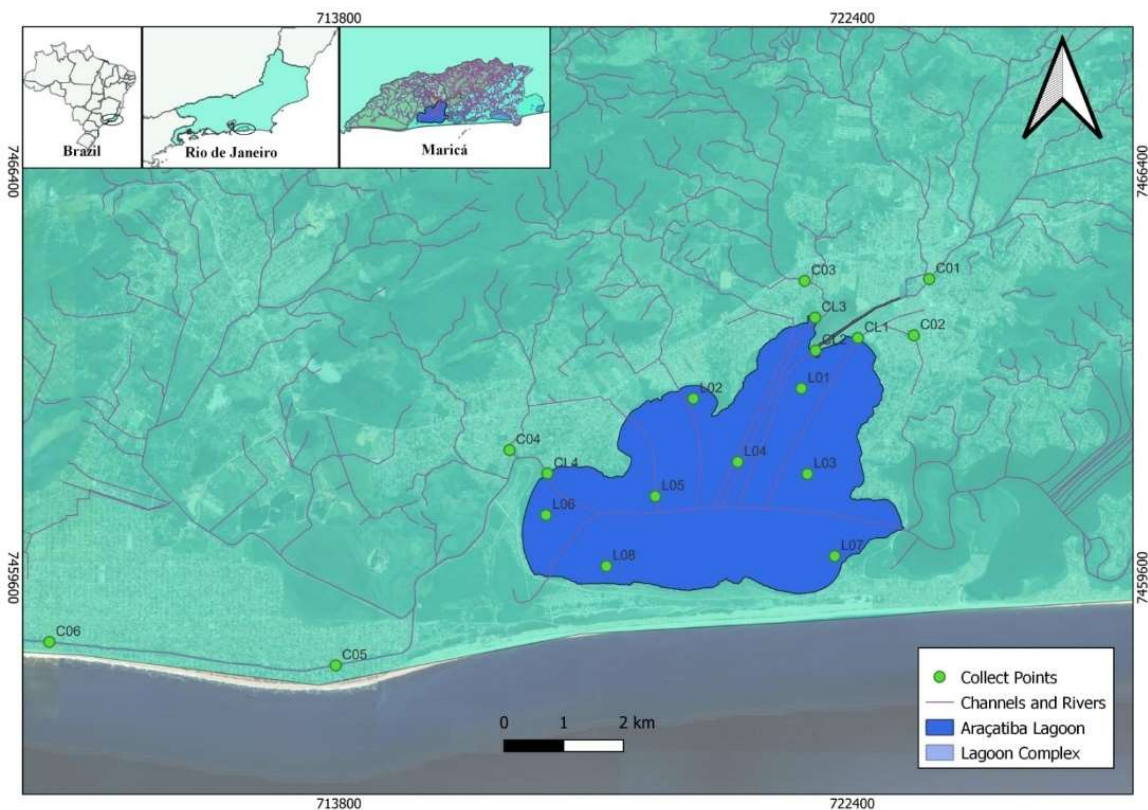 713800
722400
Brazil
Rio de Janeiro
Maricá
7466400
7466400
C03
C01
CL3
CL1
C02
CL2
L01
L02
C04
CL4
L04
L03
L05
L06
L07
L08
7459600
7459600
C06
C05
0 1 2 km
Collect Points
Channels and Rivers
Araçatiba Lagoon
Lagoon Complex
713800
722400